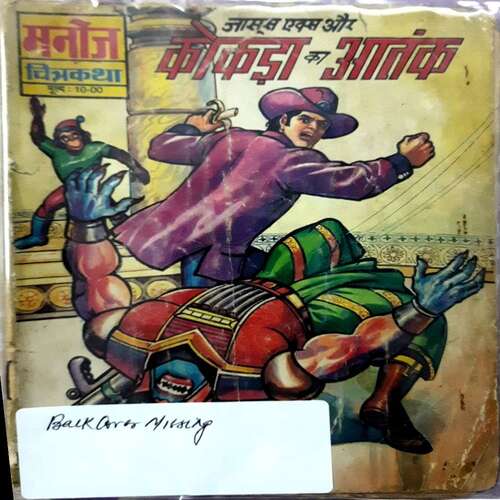 मनोज
चित्रकथा
मूल्य : 10-00
जासूस एक्स और
कोकड़ा का आतंक
Back Cover Missing